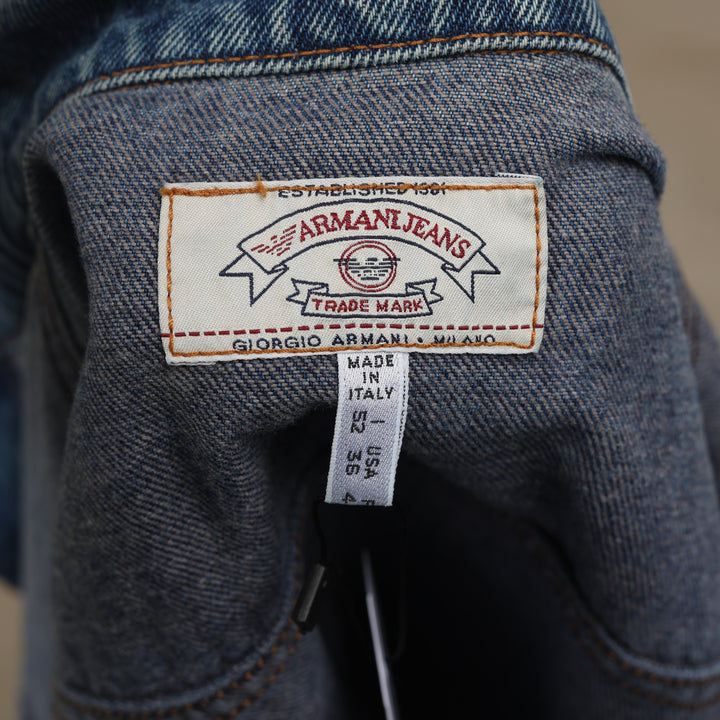 ESTABLISHED 1981
ARMANI JEANS
TRADE MARK
GIORGIO ARMANI • MILANO
MADE
IN
ITALY
I 52
USA 36